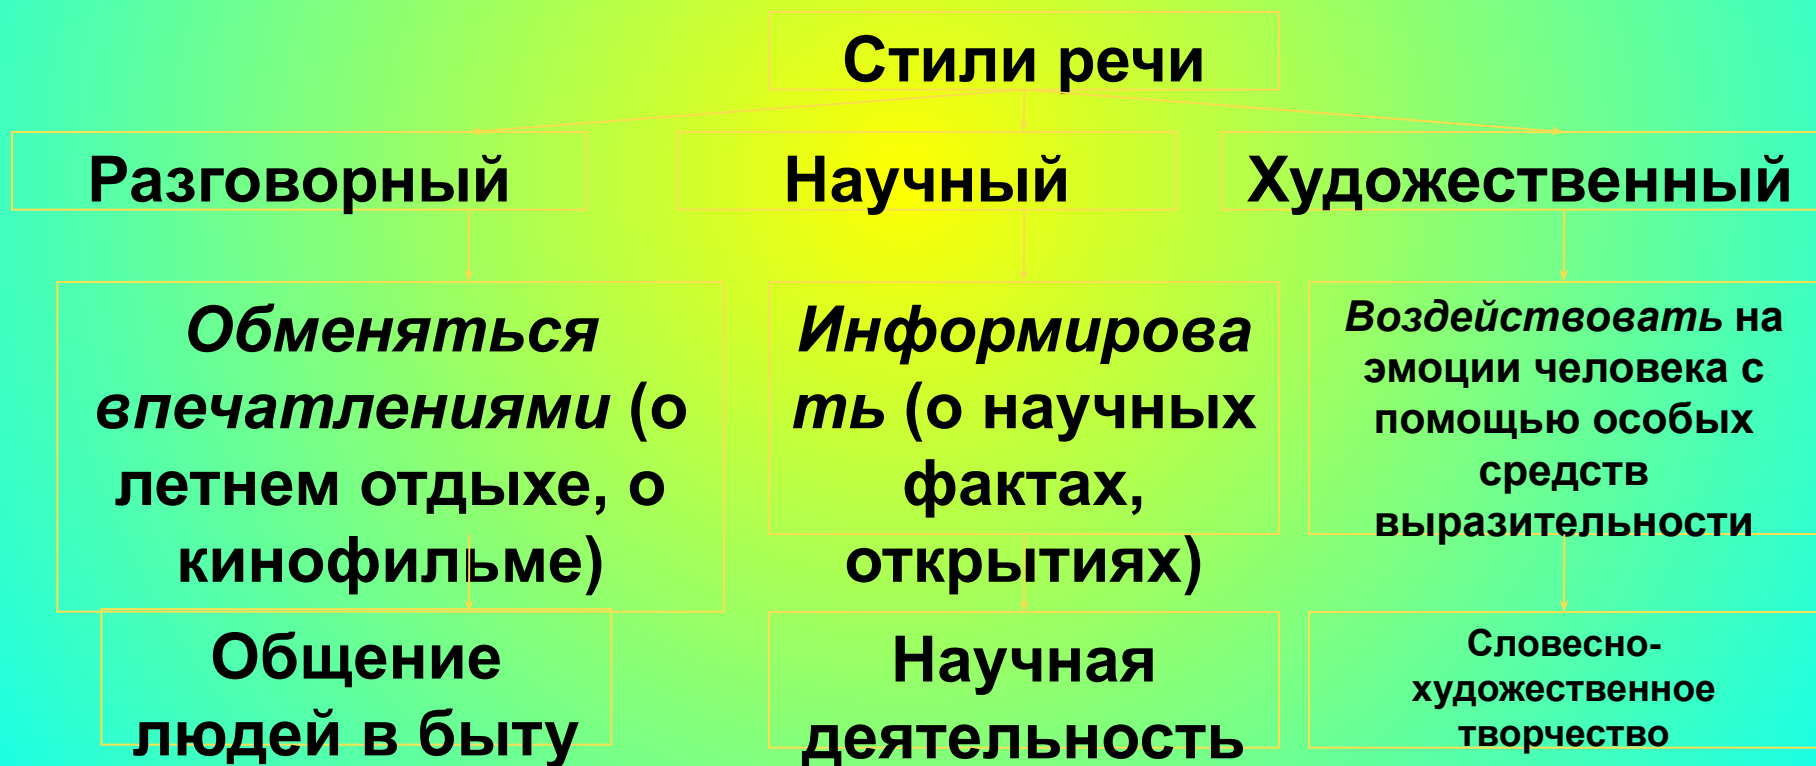 Стили речи
Разговорный
Научный
Художественный
Обменяться
впечатлениями (о
летнем отдыхе, о
кинофильме)
Информирова
ть (о научных
фактах,
открытиях)
Воздействовать на
эмоции человека с
помощью особых
средств
выразительности
Общение
людей в быту
Научная
деятельность
Словесно-
художественное
творчество